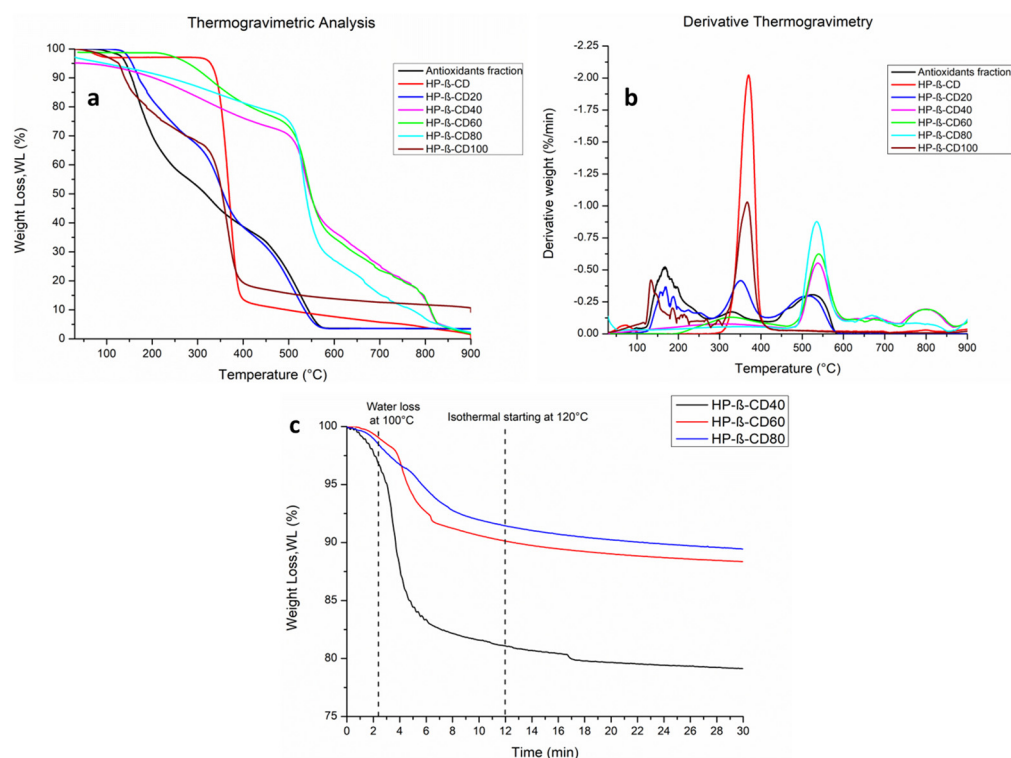 Thermogravimetric Analysis
a
Antioxidants fraction
HP-ß-CD
HP-ß-CD20
HP-ß-CD40
HP-ß-CD60
HP-ß-CD80
HP-ß-CD100
Weight Loss,WL (%)
100
90
80
70
60
50
40
30
20
10
0
100 200 300 400 500 600 700 800 900
Temperature (°C)
Derivative Thermogravimetry
b
Antioxidants fraction
HP-ß-CD
HP-ß-CD20
HP-ß-CD40
HP-ß-CD60
HP-ß-CD80
HP-ß-CD100
Derivative weight (%/min)
-2.25
-2.00
-1.75
-1.50
-1.25
-1.00
-0.75
-0.50
-0.25
0.00
100 200 300 400 500 600 700 800 900
Temperature (°C)
c
Water loss
at 100°C
Isothermal starting at 120°C
HP-ß-CD40
HP-ß-CD60
HP-ß-CD80
Weight Loss,WL (%)
100
95
90
85
80
75
0 2 4 6 8 10 12 14 16 18 20 22 24 26 28 30
Time (min)